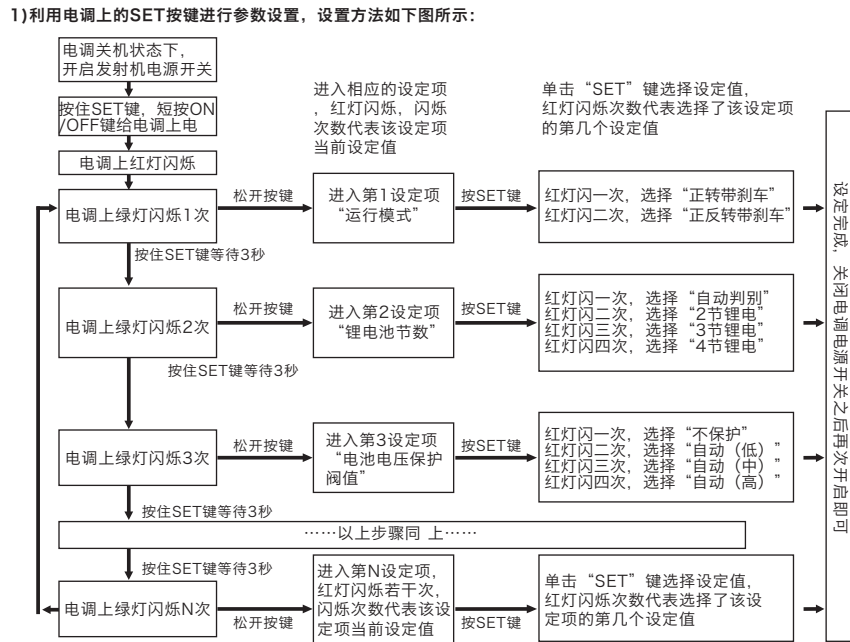 1)利用电调上的SET按键进行参数设置，设置方法如下图所示：
电调关机状态下，
开启发射机电源开关
按住SET键，短按ON
/OFF键给电调上电
电调上红灯闪烁
进入相应的设定项
，红灯闪烁，闪烁
次数代表该设定项
当前设定值
单击“SET”键选择设定值，
红灯闪烁次数代表选择了该设定项
的第几个设定值
电调上绿灯闪烁1次
松开按键
进入第1设定项
“运行模式”
按SET键
红灯闪一次，选择“正转带刹车”
红灯闪二次，选择“正反转带刹车”
按住SET键等待3秒
电调上绿灯闪烁2次
松开按键
进入第2设定项
“锂电池节数”
按SET键
红灯闪一次，选择“自动判别”
红灯闪二次，选择“2节锂电”
红灯闪三次，选择“3节锂电”
红灯闪四次，选择“4节锂电”
按住SET键等待3秒
电调上绿灯闪烁3次
松开按键
进入第3设定项
“电池电压保护
阀值”
按SET键
红灯闪一次，选择“不保护”
红灯闪二次，选择“自动（低）”
红灯闪三次，选择“自动（中）”
红灯闪四次，选择“自动（高）”
按住SET键等待3秒
……以上步骤同 上……
按住SET键等待3秒
电调上绿灯闪烁N次
松开按键
进入第N设定项，
红灯闪烁若干次，
闪烁次数代表该设
定项当前设定值
按SET键
单击“SET”键选择设定值，
红灯闪烁次数代表选择了该设
定项的第几个设定值
设定完成，关闭电调电源开关之后再次开启即可